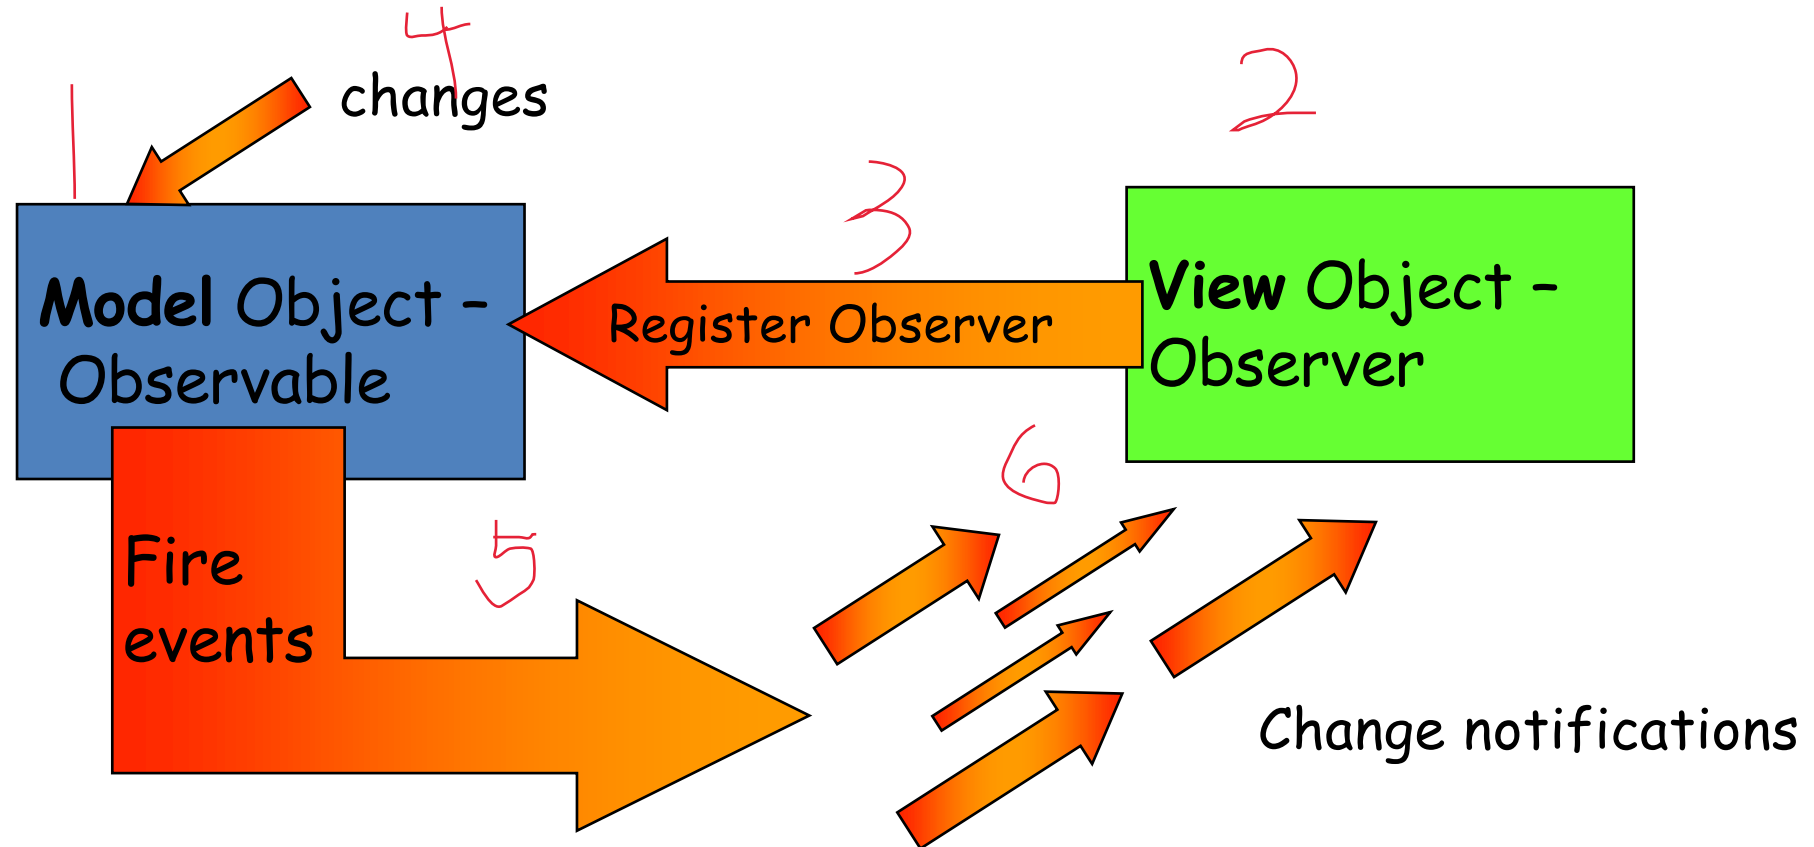 4
changes
1
2
3
Model Object –
Observable
Register Observer
View Object –
Observer
5
6
Fire
events
Change notifications